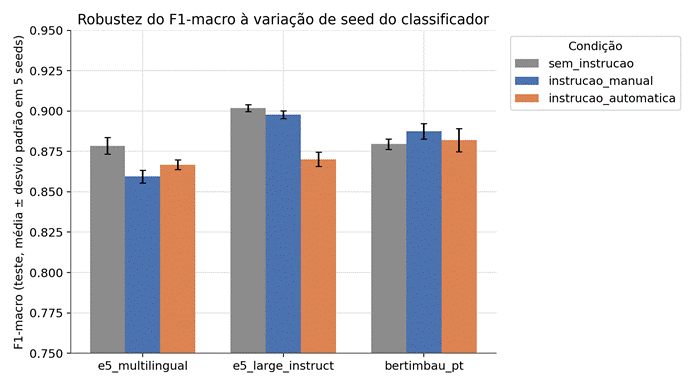 Robustez do F1-macro à variação de seed do classificador
F1-macro (teste, média ± desvio padrão em 5 seeds)
0.950
0.925
0.900
0.875
0.850
0.825
0.800
0.775
0.750
e5_multilingual
e5_large_instruct
bertimbau_pt
Condição
sem_instrucao
instrucao_manual
instrucao_automatica